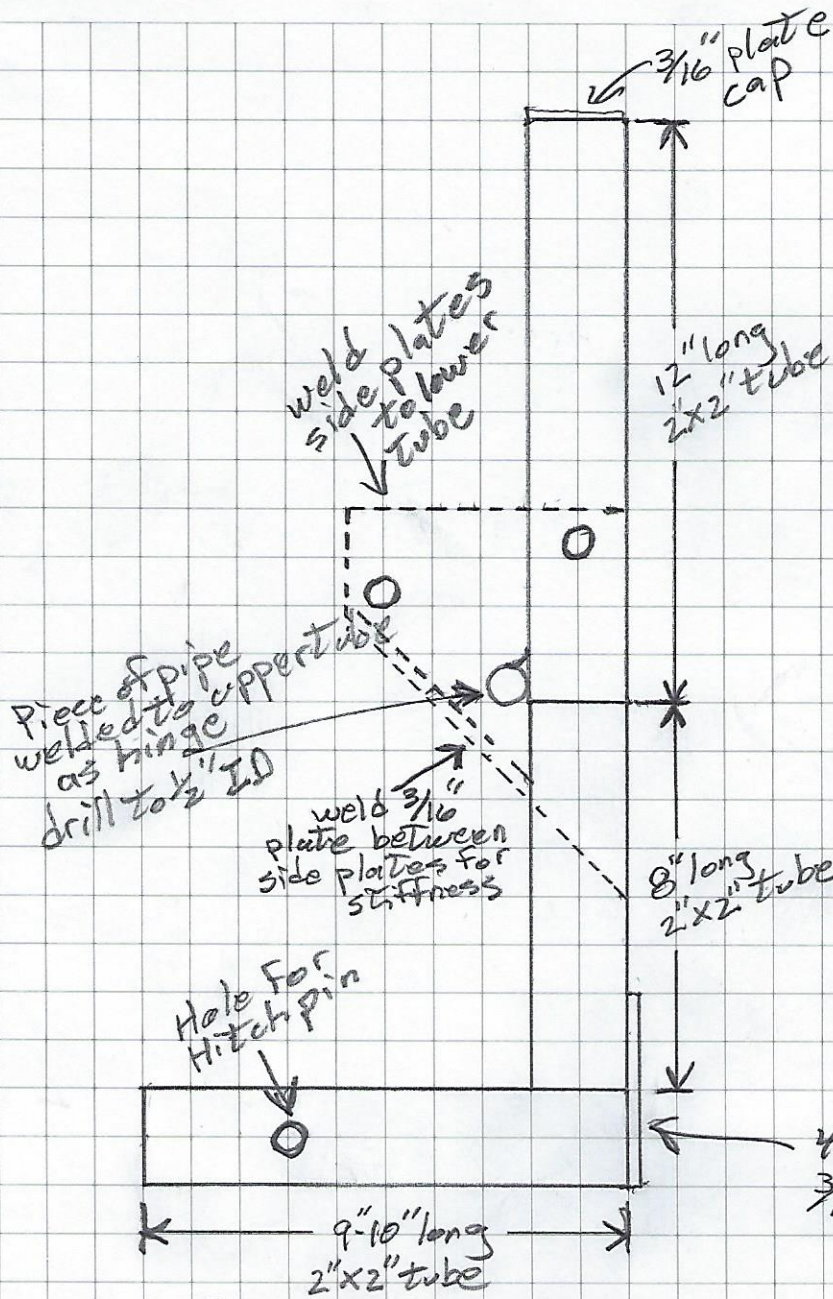 3/16" plate
cap
weld
side plates
to lower
tube
12" long
2"x2" tube
piece of pipe
welded to upper tube
as hinge
drill to 1/2" ID
weld 3/16"
plate between
side plates for
stiffness
8" long
2"x2" tube
Hole for
Hitch pin
9"-10" long
2"x2" tube